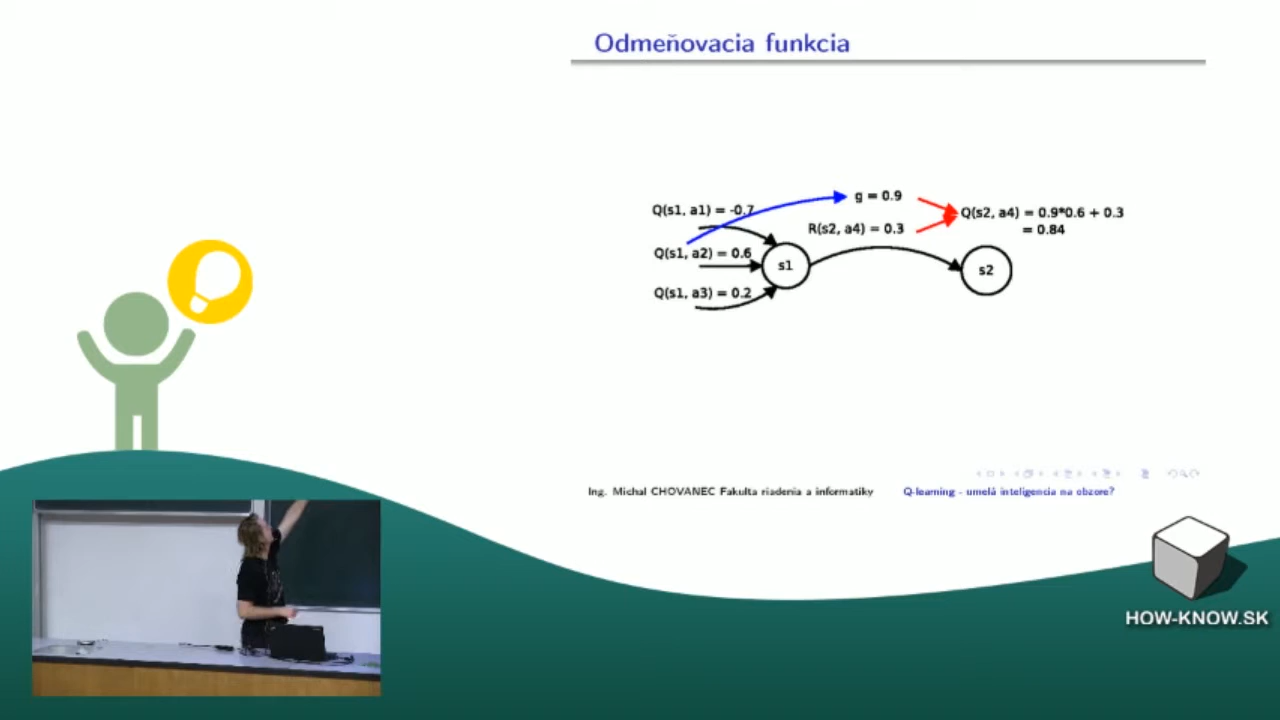 Odmeňovacia funkcia
g = 0.9
Q(s1, a1) = -0.7
Q(s2, a4) = 0.9*0.6 + 0.3
R(s2, a4) = 0.3
= 0.84
Q(s1, a2) = 0.6
s1
s2
Q(s1, a3) = 0.2
Ing. Michal CHOVANEC Fakulta riadenia a informatiky
Q-learning - umelá inteligencia na obzore?
HOW-KNOW.SK